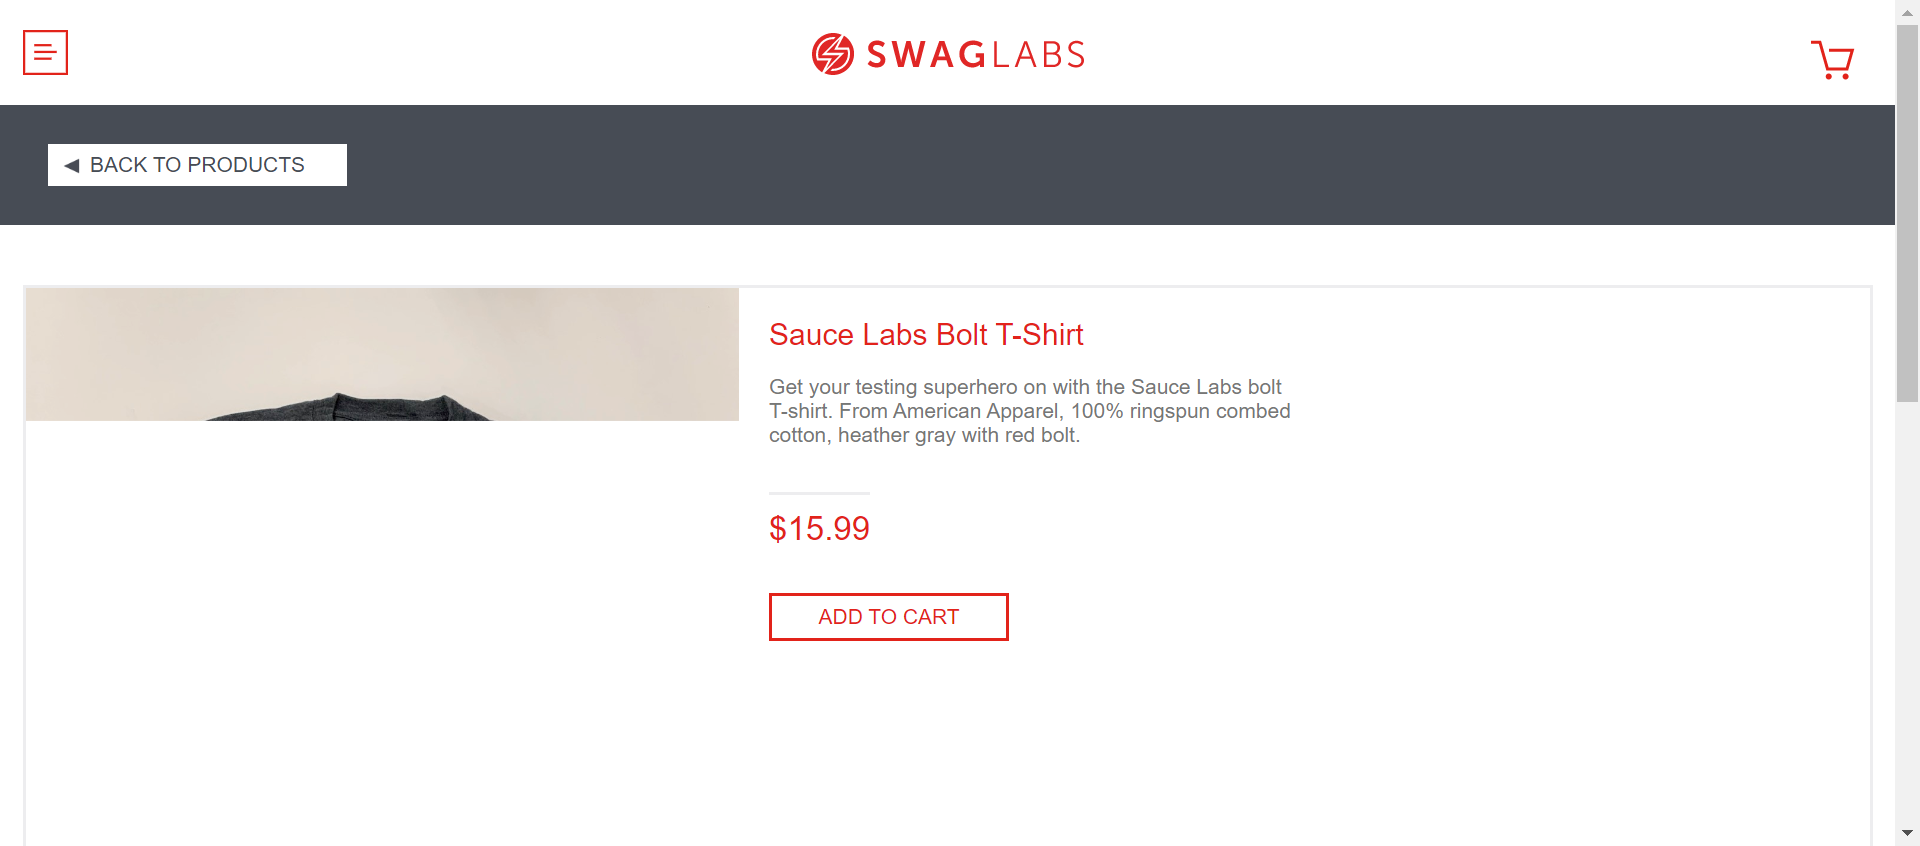 SWAGLABS
BACK TO PRODUCTS
Sauce Labs Bolt T-Shirt
Get your testing superhero on with the Sauce Labs bolt
T-shirt. From American Apparel, 100% ringspun combed
cotton, heather gray with red bolt.
$15.99
ADD TO CART